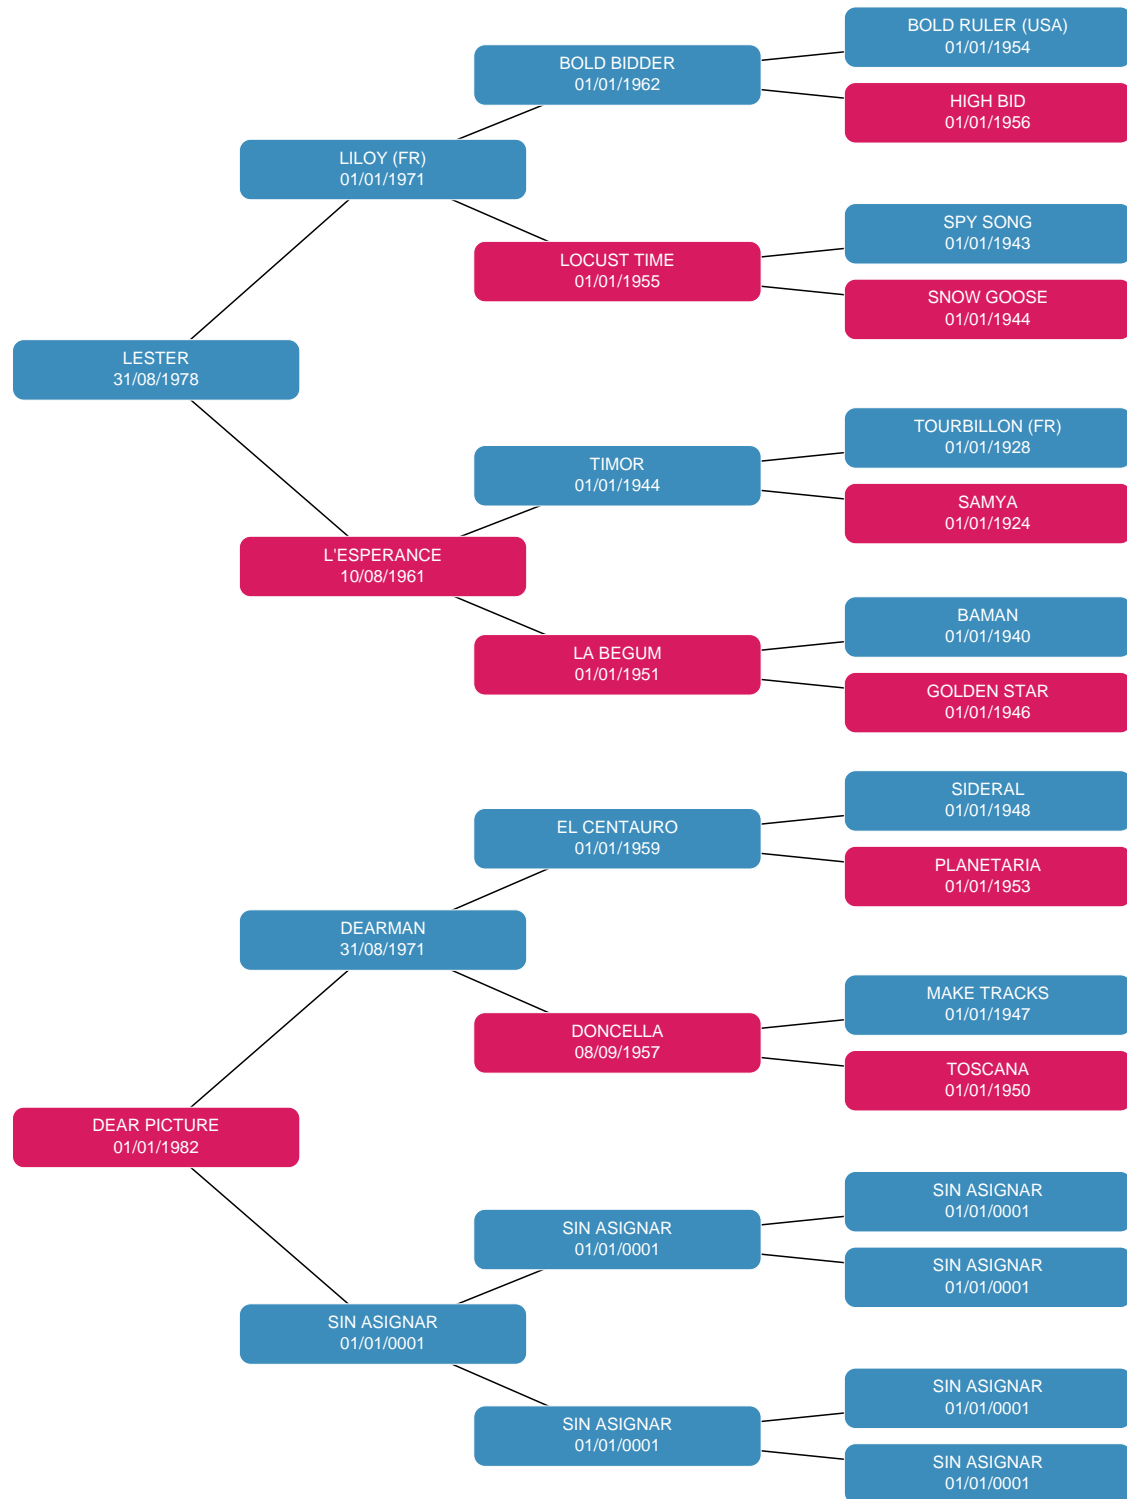 BOLD RULER (USA)
01/01/1954
BOLD BIDDER
01/01/1962
HIGH BID
01/01/1956
LILOY (FR)
01/01/1971
SPY SONG
01/01/1943
LOCUST TIME
01/01/1955
SNOW GOOSE
01/01/1944
LESTER
31/08/1978
TOURBILLON (FR)
01/01/1928
TIMOR
01/01/1944
SAMYA
01/01/1924
L'ESPERANCE
10/08/1961
BAMAN
01/01/1940
LA BEGUM
01/01/1951
GOLDEN STAR
01/01/1946
SIDERAL
01/01/1948
EL CENTAURO
01/01/1959
PLANETARIA
01/01/1953
DEARMAN
31/08/1971
MAKE TRACKS
01/01/1947
DONCELLA
08/09/1957
TOSCANA
01/01/1950
DEAR PICTURE
01/01/1982
SIN ASIGNAR
01/01/0001
SIN ASIGNAR
01/01/0001
SIN ASIGNAR
01/01/0001
SIN ASIGNAR
01/01/0001
SIN ASIGNAR
01/01/0001
SIN ASIGNAR
01/01/0001
SIN ASIGNAR
01/01/0001